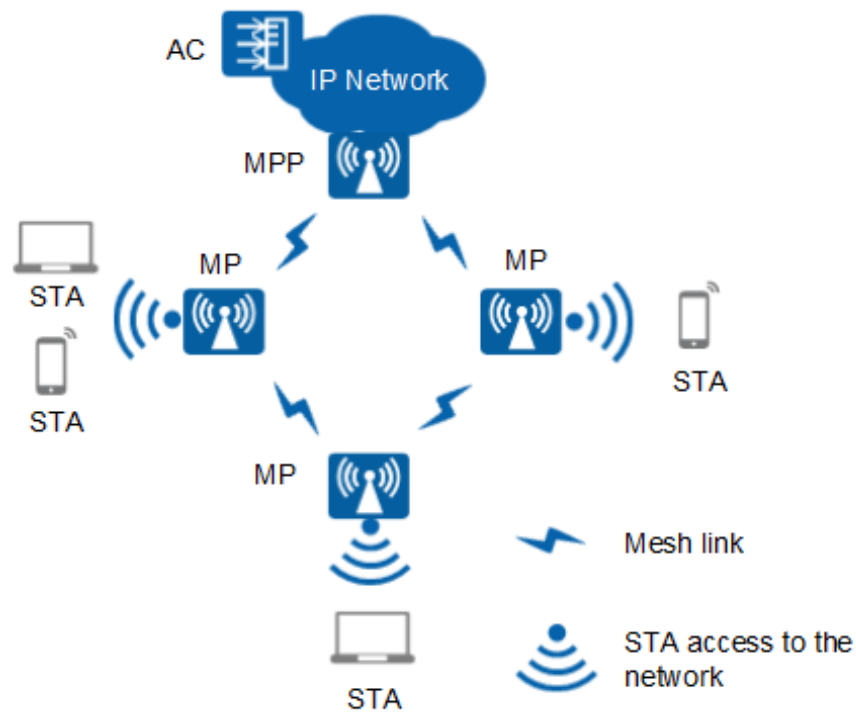 AC
IP Network
MPP
MP
MP
STA
STA
STA
MP
Mesh link
STA access to the
network
STA